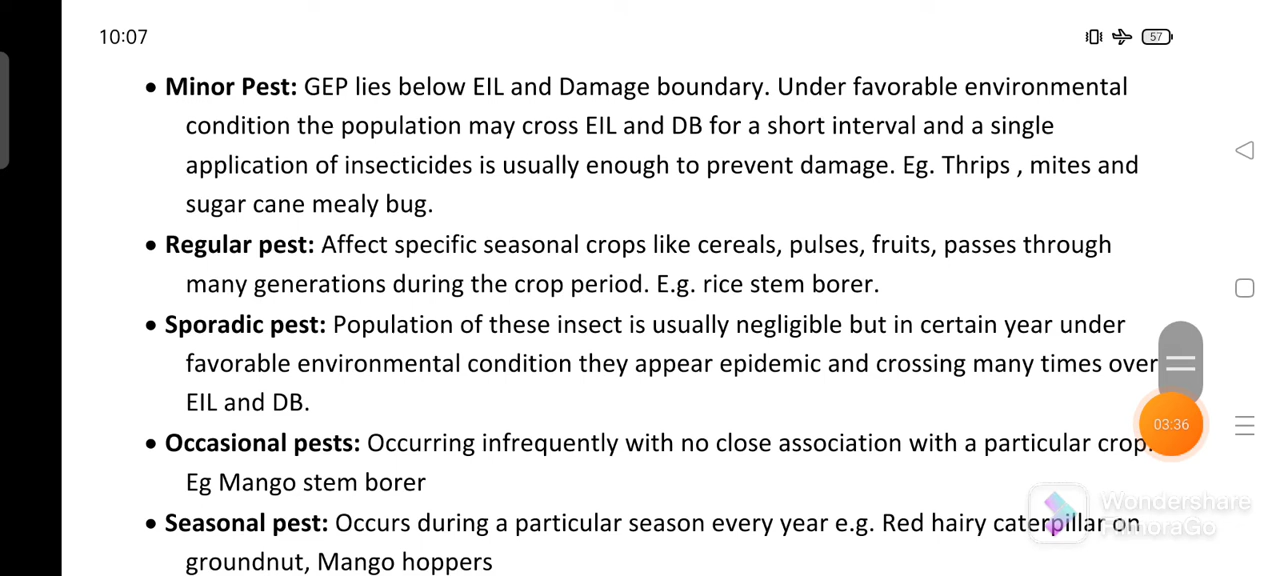 10:07
57
• Minor Pest: GEP lies below EIL and Damage boundary. Under favorable environmental
condition the population may cross EIL and DB for a short interval and a single
application of insecticides is usually enough to prevent damage. Eg. Thrips , mites and
sugar cane mealy bug.
• Regular pest: Affect specific seasonal crops like cereals, pulses, fruits, passes through
many generations during the crop period. E.g. rice stem borer.
• Sporadic pest: Population of these insect is usually negligible but in certain year under
favorable environmental condition they appear epidemic and crossing many times over
EIL and DB.
03:36
• Occasional pests: Occurring infrequently with no close association with a particular crop.
Eg Mango stem borer
Wondershare
FilmoraGo
• Seasonal pest: Occurs during a particular season every year e.g. Red hairy caterpillar on
groundnut, Mango hoppers